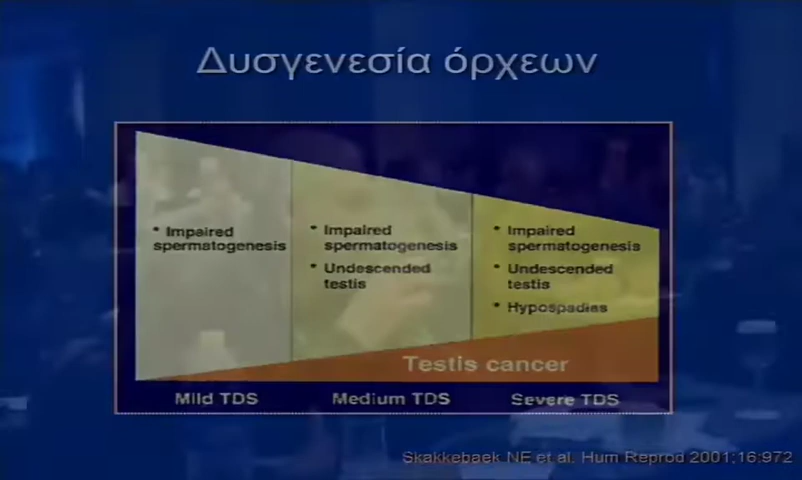 Δυσγενεσία όρχεων
• Impaired
spermatogenesis
• Impaired
spermatogenesis
• Undescended
testis
• Impaired
spermatogenesis
• Undescended
testis
• Hypospadies
Testis cancer
Mild TDS
Medium TDS
Severe TDS
Skakkebaek NE et al. Hum Reprod 2001;16:972